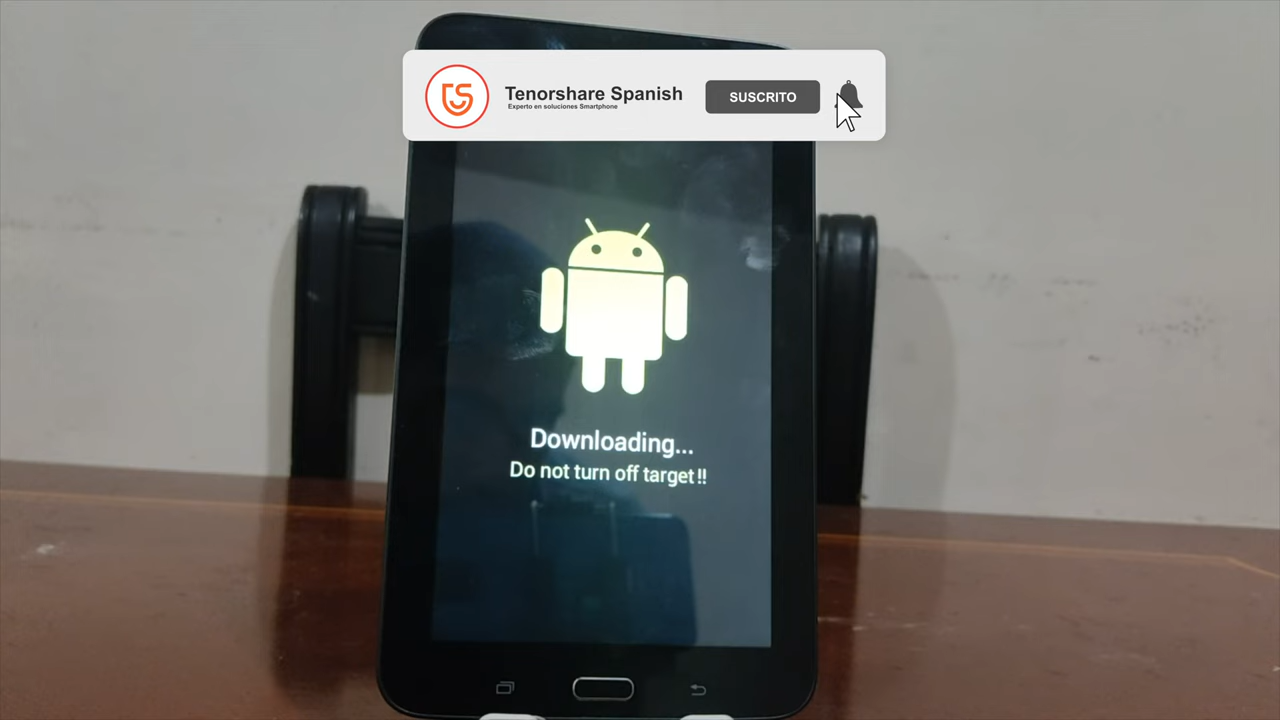 Tenorshare Spanish
Experto en soluciones Smartphone
SUSCRITO
Downloading...
Do not turn off target !!